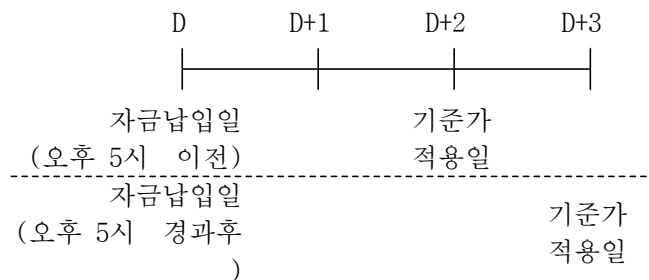 D D+1 D+2 D+3
자금납입일 기준가
(오후 5시 이전) 적용일
자금납입일
(오후 5시 경과후
)
기준가
적용일